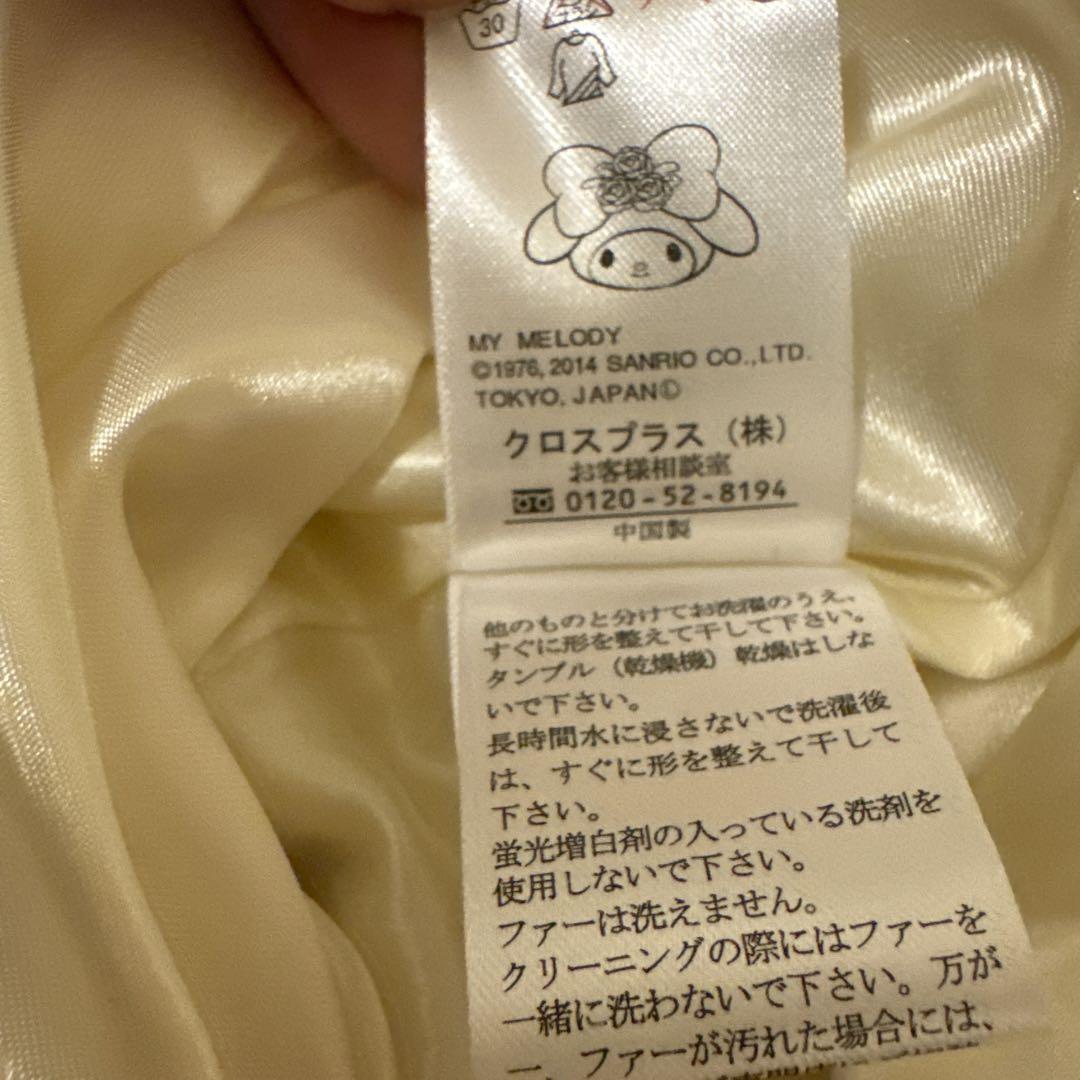 30
MY MELODY
©1976, 2014 SANRIO CO.,LTD.
TOKYO, JAPANⓁ
クロスプラス（株）
お客様相談室
0120-52-8194
中国製
他のものと分けてお洗濯のうえ、
すぐに形を整えて干して下さい。
タンブル（乾燥機）乾燥はしな
いで下さい。
長時間水に浸さないで洗濯後
は、すぐに形を整えて干して
下さい。
蛍光増白剤の入っている洗剤を
使用しないで下さい。
ファーは洗えません。
クリーニングの際にはファーを
一緒に洗わないで下さい。万が
一、ファーが汚れた場合には、